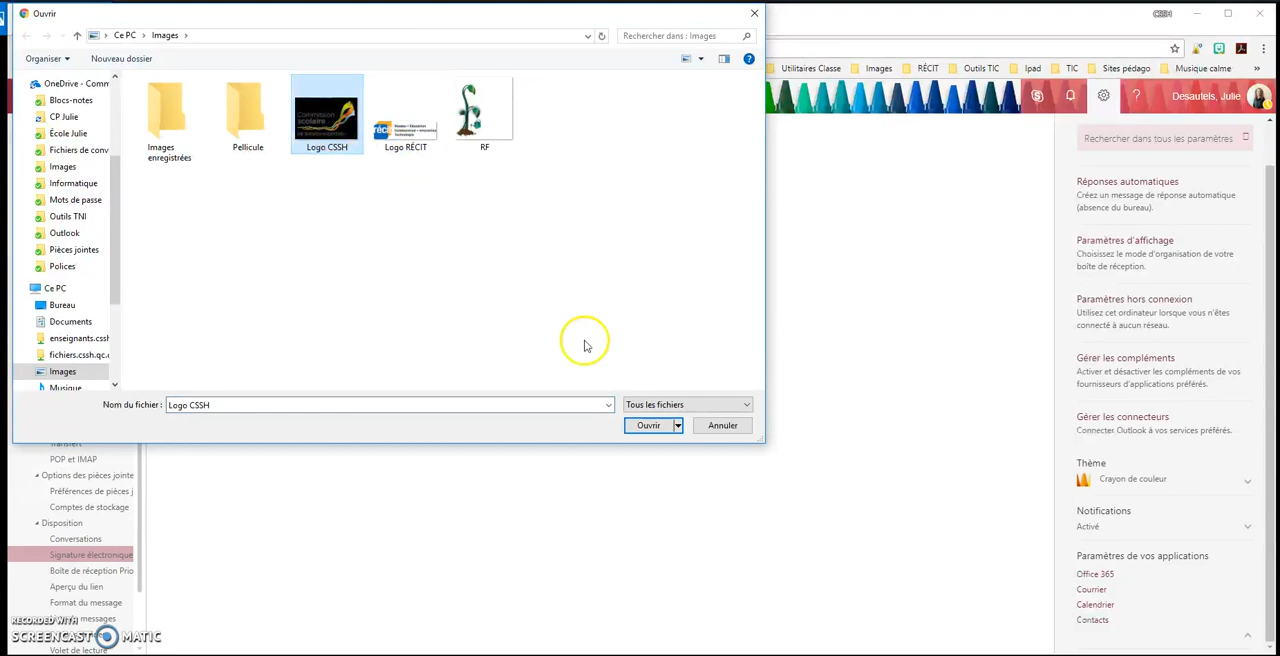 Ouvrir
CSSH
Ce PC
Images
Rechercher dans : Images
Organiser
Nouveau dossier
Utilitaires Classe
Images
RÉCIT
Outils TIC
Ipad
TIC
Sites pédago
Musique calme
»
OneDrive - Comm
Blocs-notes
CP Julie
École Julie
Fichiers de conv
Images
Informatique
Mots de passe
Outils TNI
Outlook
Pièces jointes
Polices
Ce PC
Bureau
Documents
enseignants.cssh
fichiers.cssh.qc.c
Images
Musique
Commission
scolaire
récit
Images
enregistrées
Pellicule
Logo CSSH
Logo RÉCIT
RF
Nom du fichier :
Logo CSSH
Tous les fichiers
Ouvrir
Annuler
?
Desautels, Julie
Rechercher dans tous les paramètres
Réponses automatiques
Créez un message de réponse automatique
(absence du bureau).
Paramètres d'affichage
Choisissez le mode d'organisation de votre
boîte de réception.
Paramètres hors connexion
Utilisez cet ordinateur lorsque vous n'êtes
connecté à aucun réseau.
Gérer les compléments
Activer et désactiver les compléments de vos
fournisseurs d'applications préférés.
Gérer les connecteurs
Connecter Outlook à vos services préférés.
Thème
Crayon de couleur
Notifications
Activé
Paramètres de vos applications
Office 365
Courrier
Calendrier
Contacts
Transfert
POP et IMAP
Options des pièces jointe
Préférences de pièces j
Comptes de stockage
Disposition
Conversations
Signature électronique
Boîte de réception Prio
Aperçu du lien
Format du message
messages
Volet de lecture
RECORDED WITH
SCREENCAST MATIC